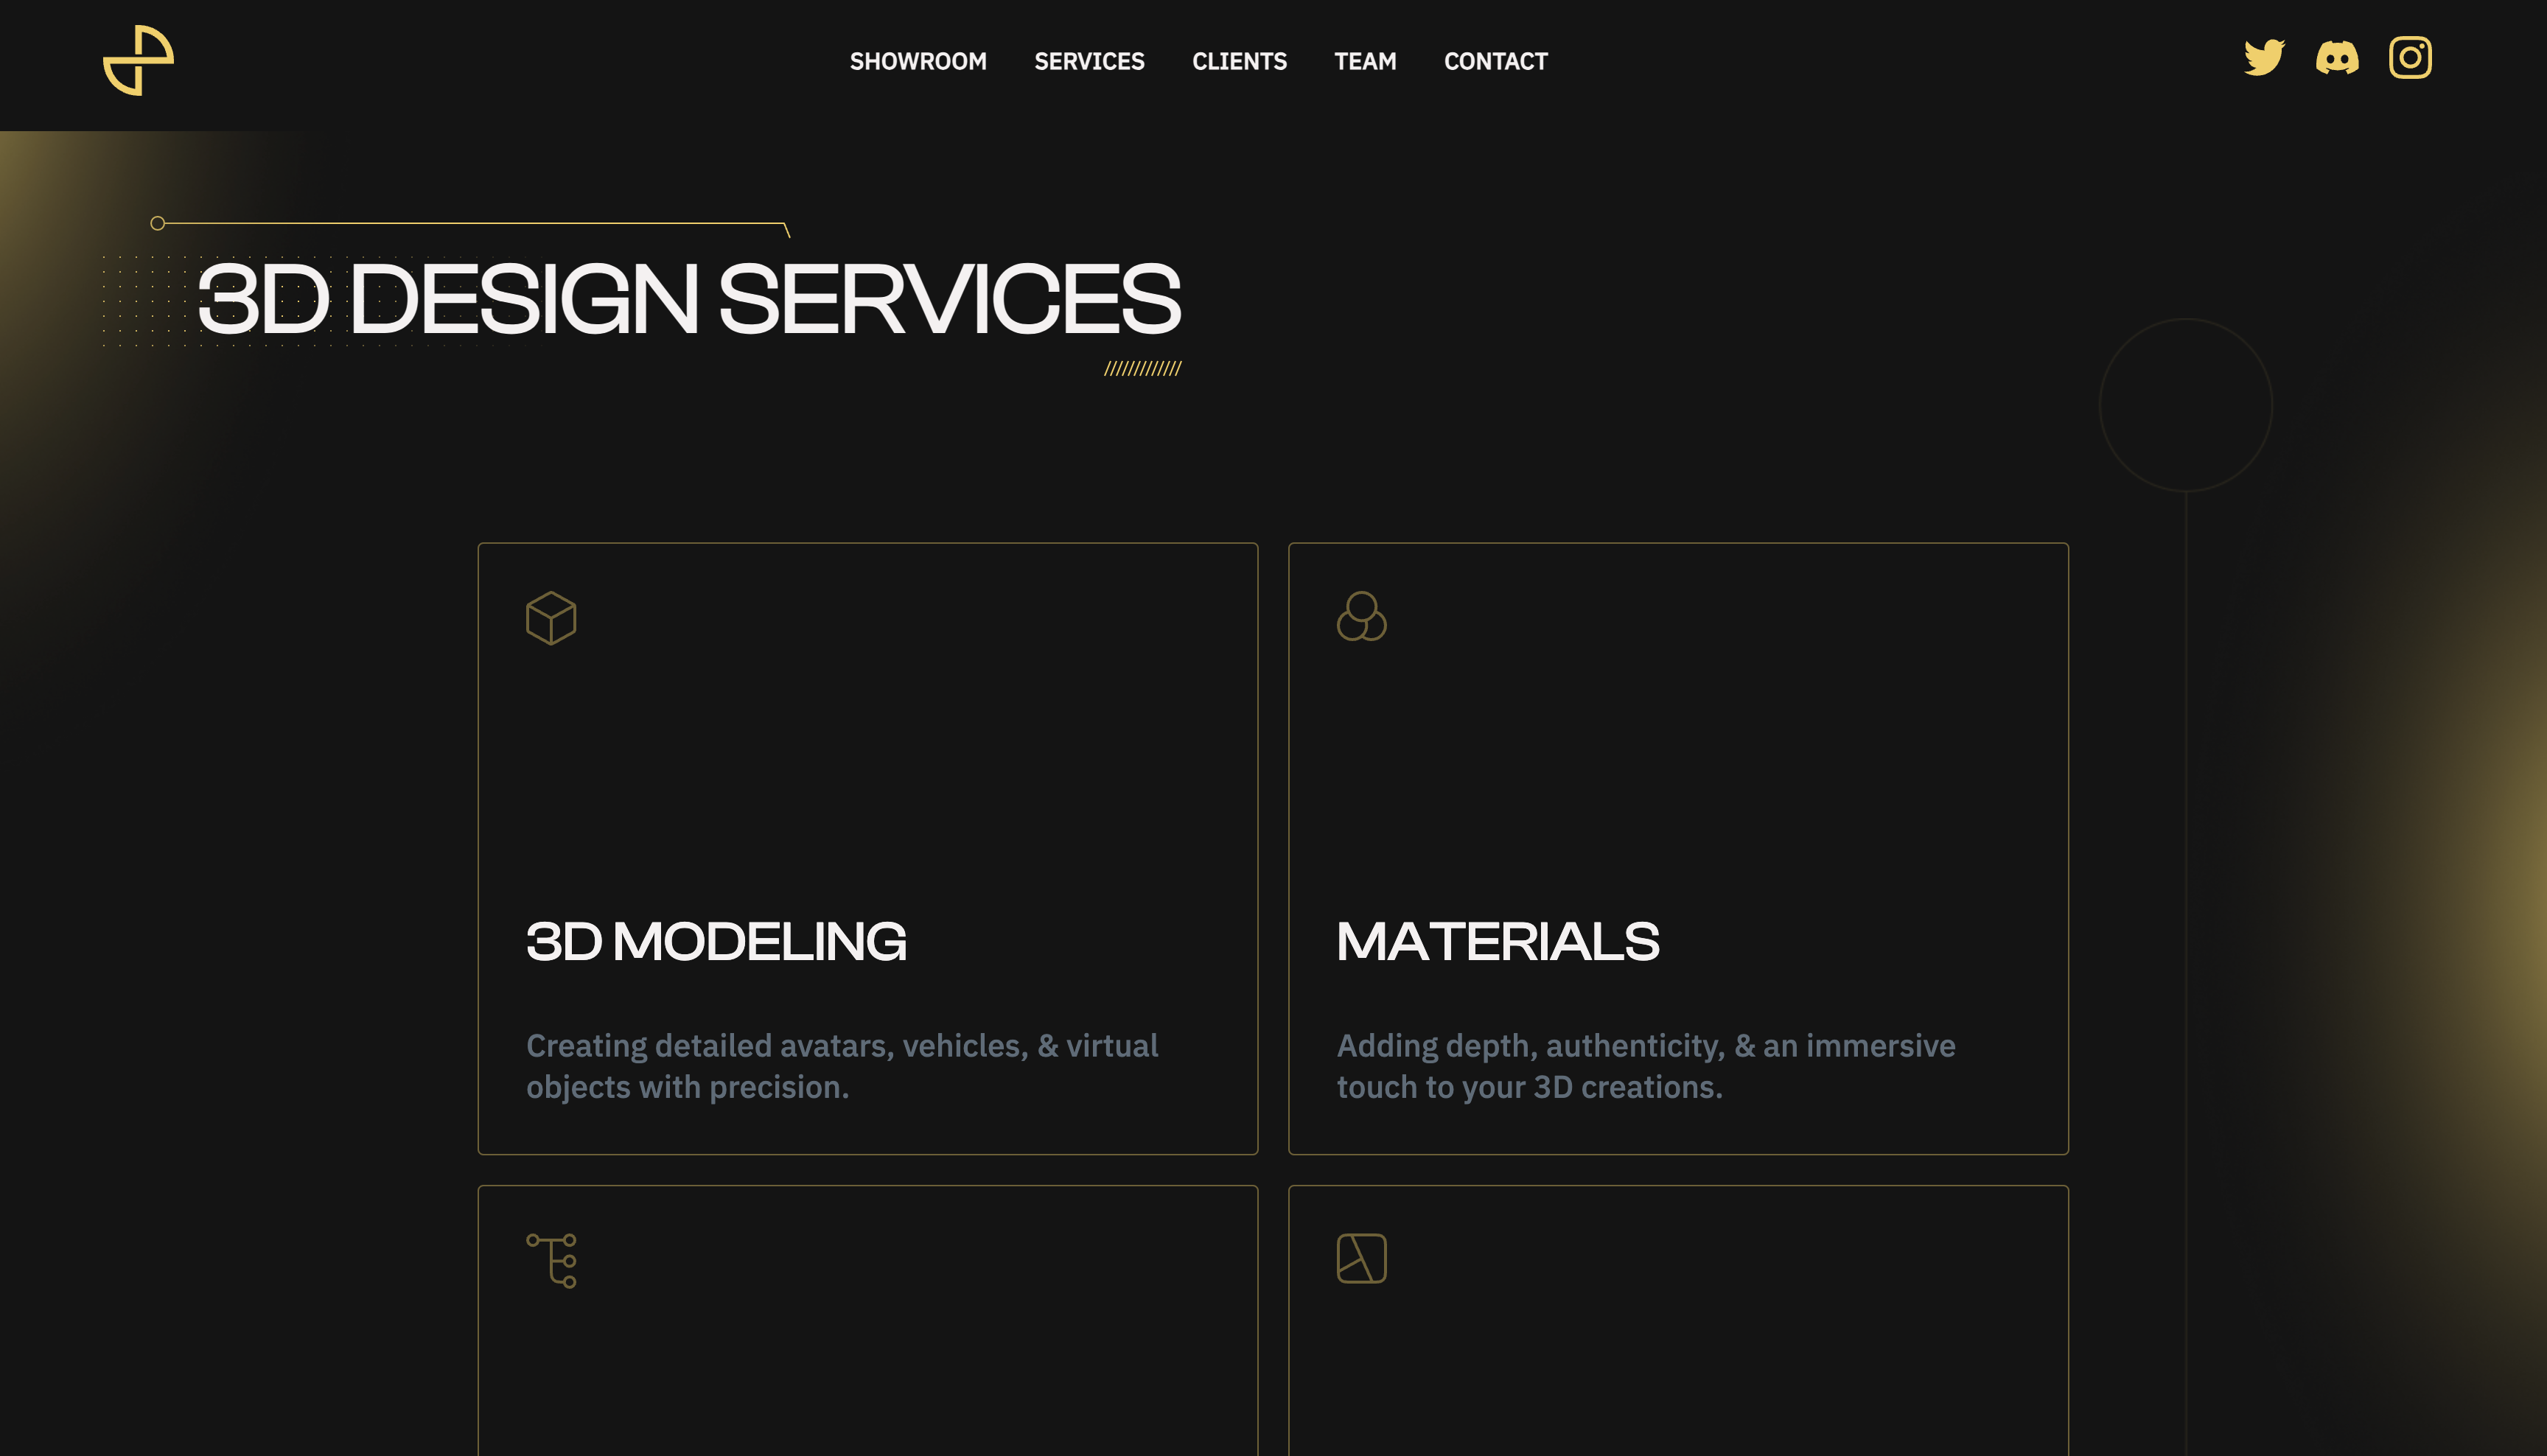 SHOWROOM SERVICES CLIENTS TEAM CONTACT
3D DESIGN SERVICES
3D MODELING
Creating detailed avatars, vehicles, & virtual
objects with precision.
MATERIALS
Adding depth, authenticity, & an immersive
touch to your 3D creations.